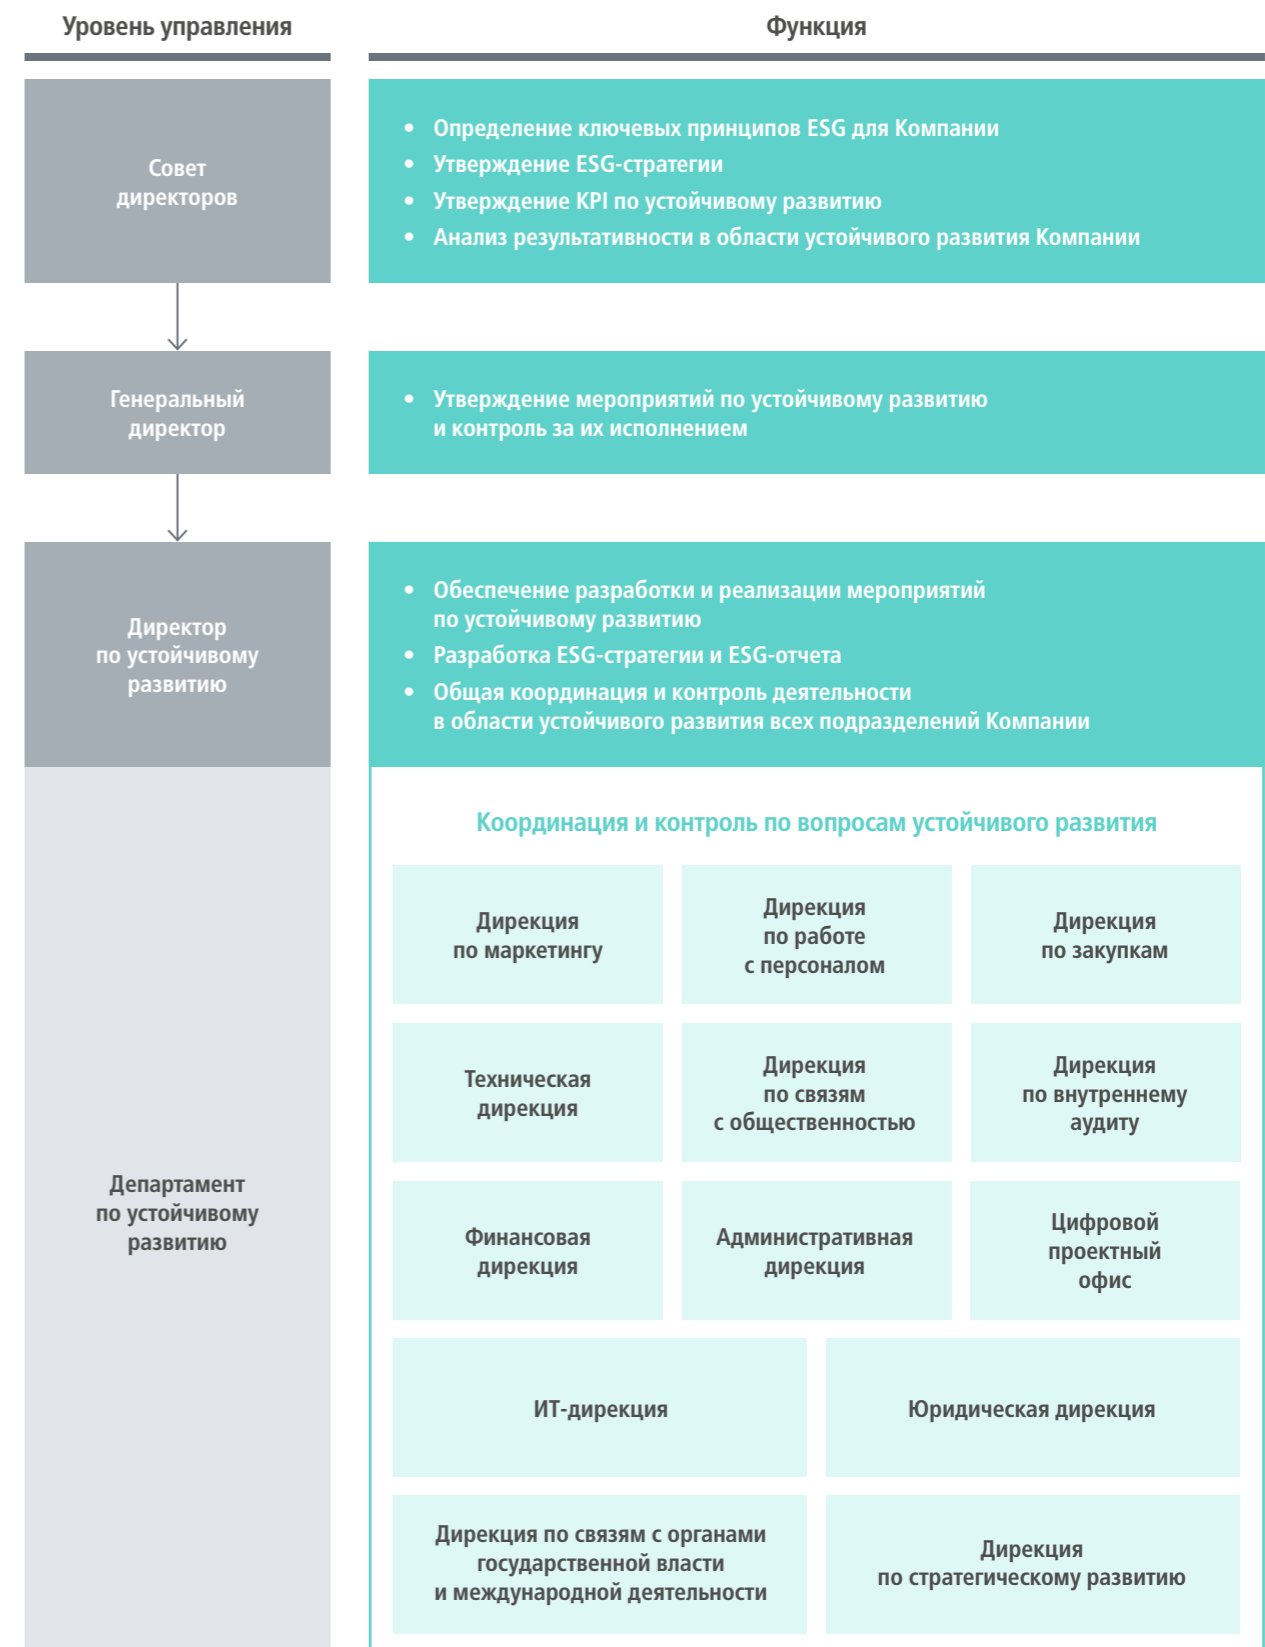 Уровень управления
Функция
Совет
директоров
• Определение ключевых принципов ESG для Компании
• Утверждение ESG-стратегии
• Утверждение KPI по устойчивому развитию
• Анализ результативности в области устойчивого развития Компании
Генеральный
директор
• Утверждение мероприятий по устойчивому развитию
и контроль за их исполнением
Директор
по устойчивому
развитию
• Обеспечение разработки и реализации мероприятий
по устойчивому развитию
• Разработка ESG-стратегии и ESG-отчета
• Общая координация и контроль деятельности
в области устойчивого развития всех подразделений Компании
Департамент
по устойчивому
развитию
Координация и контроль по вопросам устойчивого развития
Дирекция
по маркетингу
Дирекция
по работе
с персоналом
Дирекция
по закупкам
Техническая
дирекция
Дирекция
по связям
с общественностью
Дирекция
по внутреннему
аудиту
Финансовая
дирекция
Административная
дирекция
Цифровой
проектный
офис
ИТ-дирекция
Юридическая дирекция
Дирекция по связям с органами
государственной власти
и международной деятельности
Дирекция
по стратегическому развитию